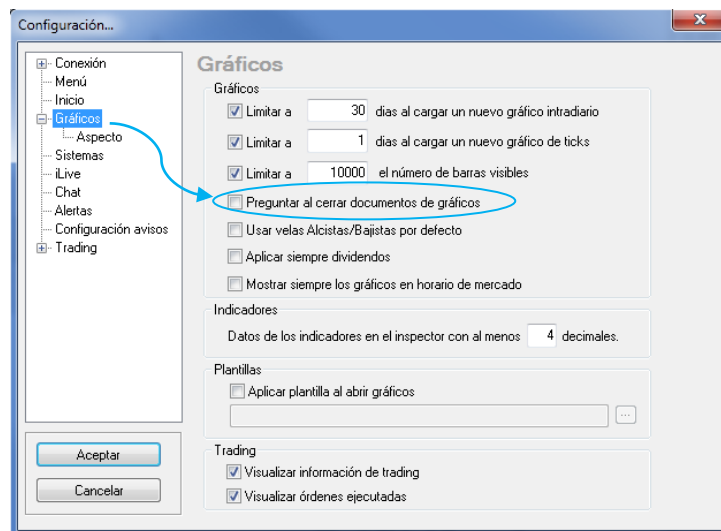 Configuración...
Conexión
Menú
Inicio
Gráficos
Aspecto
Sistemas
iLive
Chat
Alertas
Configuración avisos
Trading
Aceptar
Cancelar
Gráficos
Gráficos
Limitar a 30 dias al cargar un nuevo gráfico intradiario
Limitar a 1 dias al cargar un nuevo gráfico de ticks
Limitar a 10000 el número de barras visibles
Preguntar al cerrar documentos de gráficos
Usar velas Alcistas/Bajistas por defecto
Aplicar siempre dividendos
Mostrar siempre los gráficos en horario de mercado
Indicadores
Datos de los indicadores en el inspector con al menos 4 decimales.
Plantillas
Aplicar plantilla al abrir gráficos
...
Trading
Visualizar información de trading
Visualizar órdenes ejecutadas